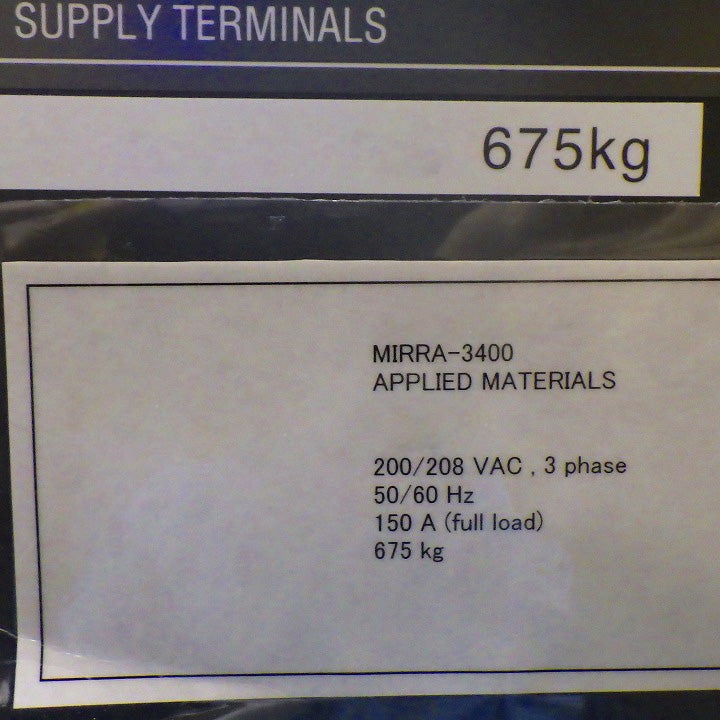 SUPPLY TERMINALS
675kg
MIRRA-3400
APPLIED MATERIALS
200/208 VAC , 3 phase
50/60 Hz
150 A (full load)
675 kg